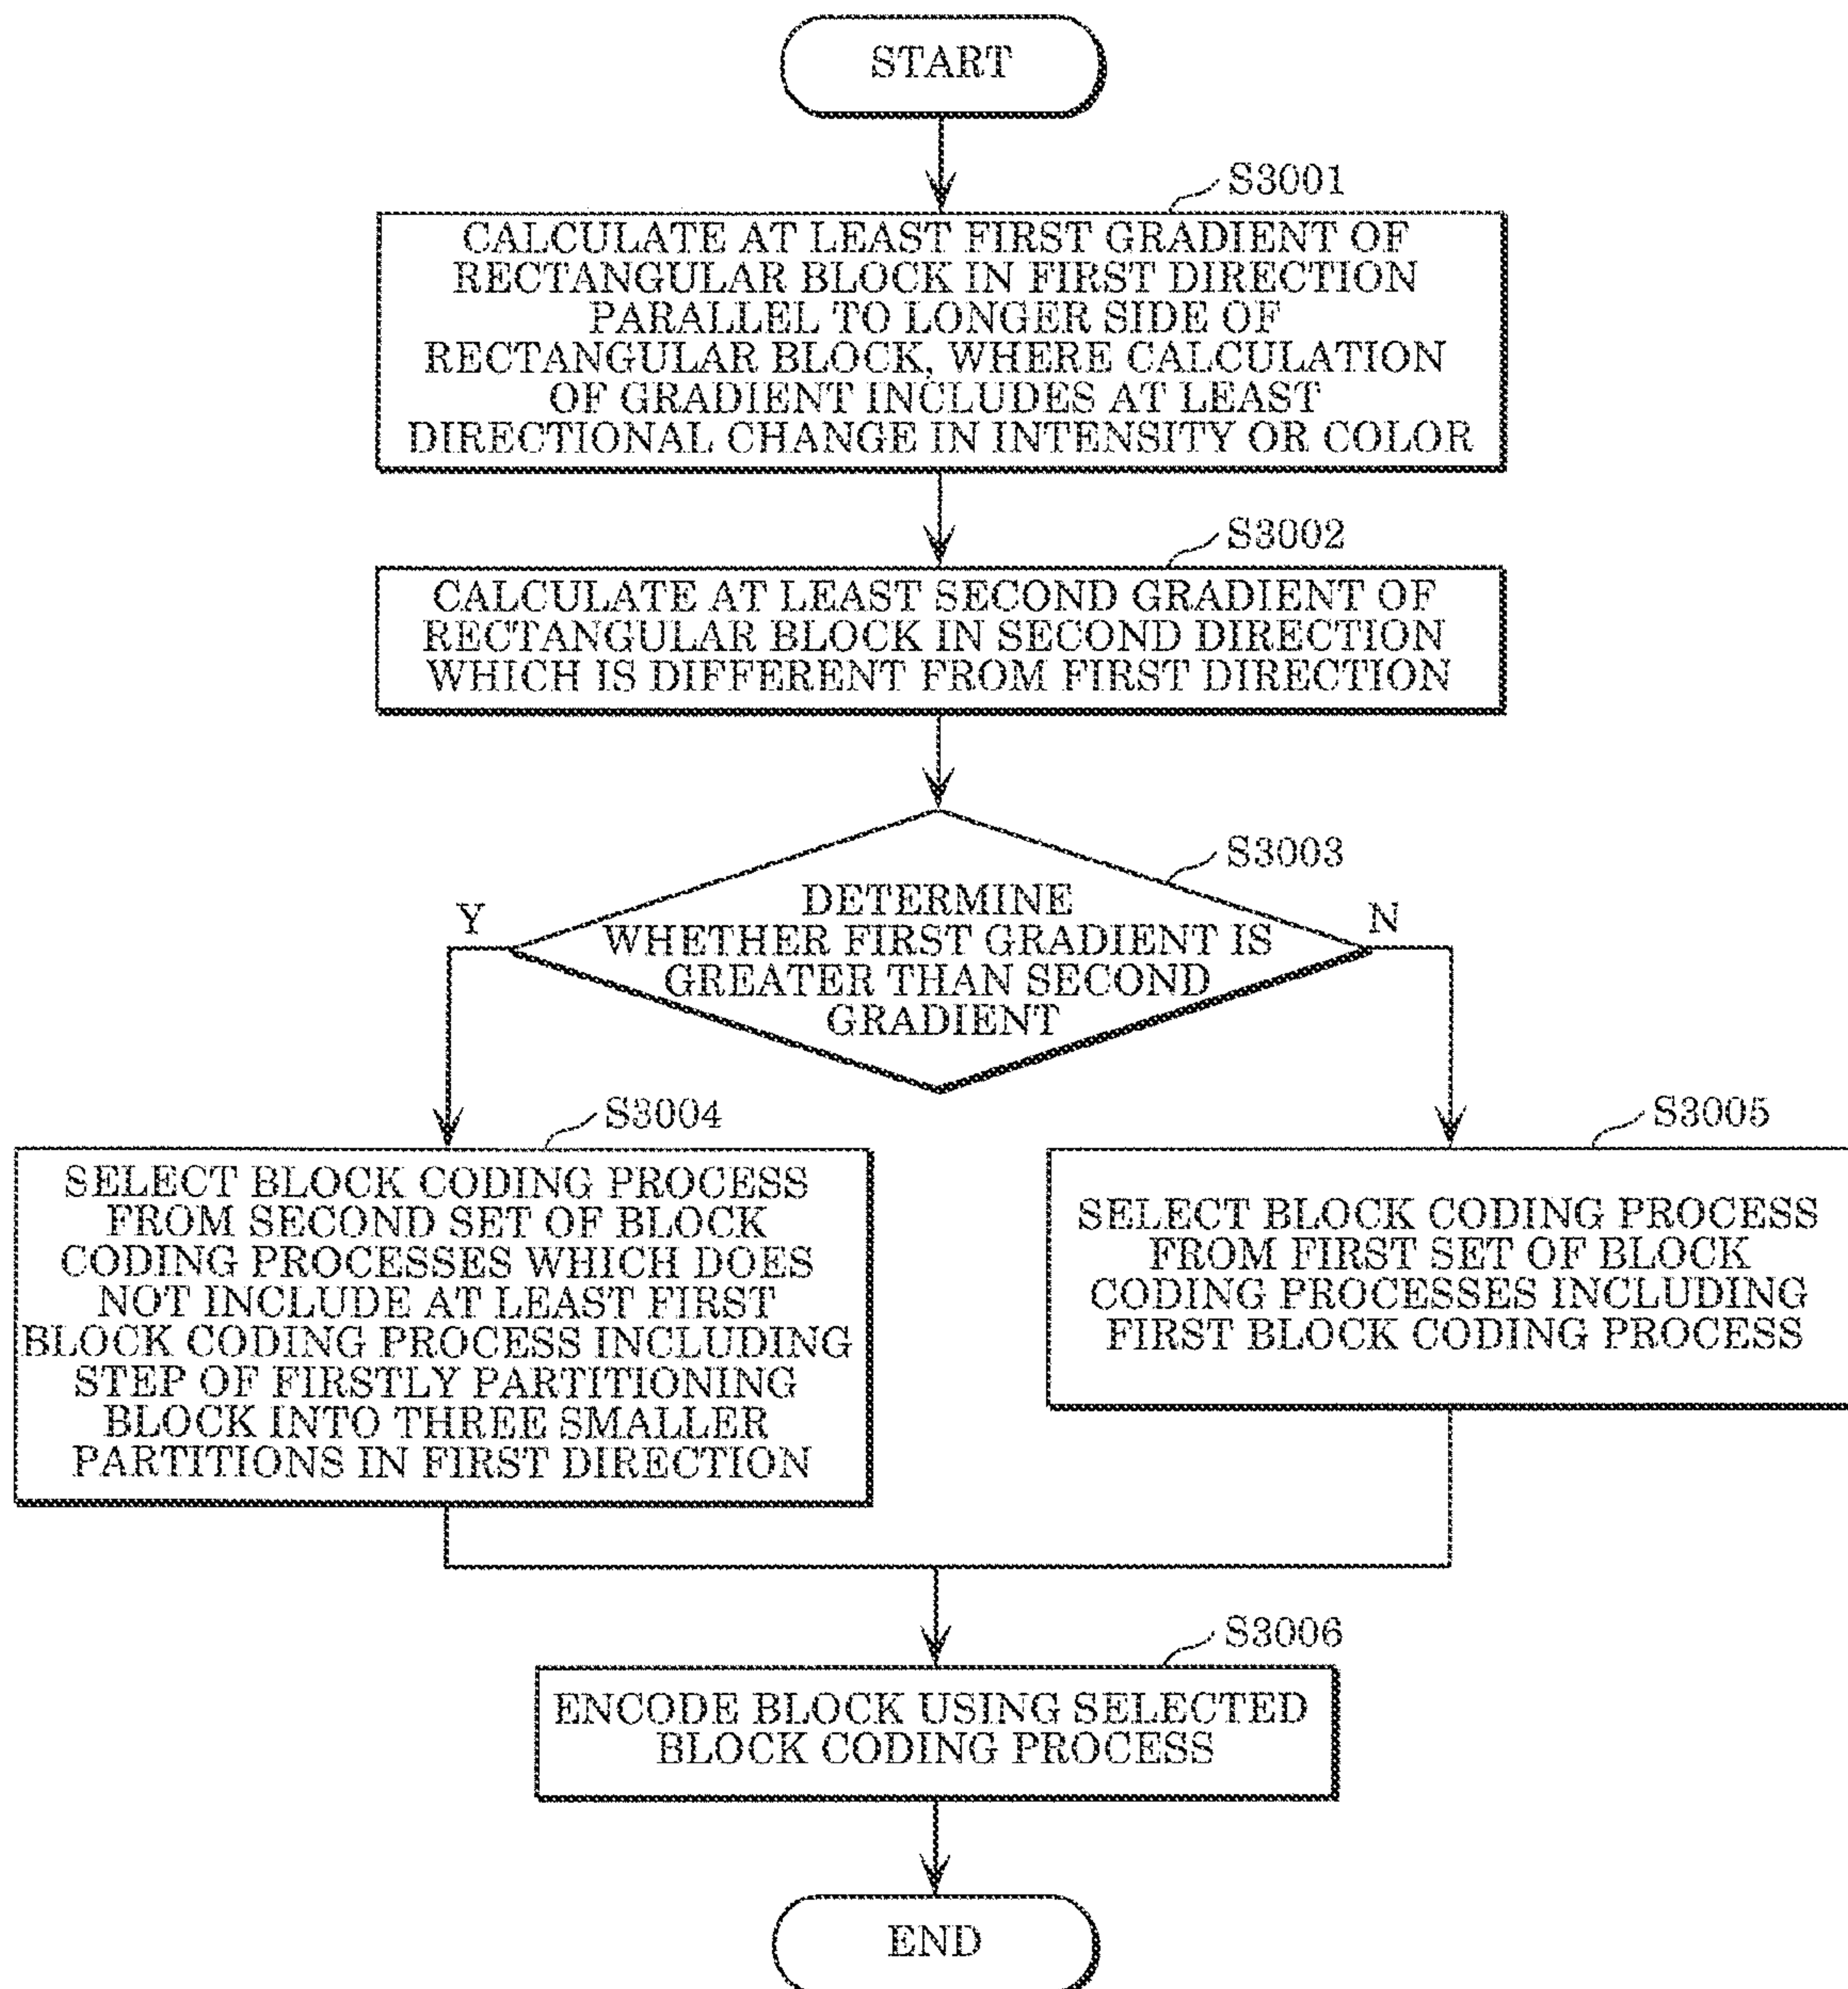 START
S3001
CALCULATE AT LEAST FIRST GRADIENT OF
RECTANGULAR BLOCK IN FIRST DIRECTION
PARALLEL TO LONGER SIDE OF
RECTANGULAR BLOCK, WHERE CALCULATION
OF GRADIENT INCLUDES AT LEAST
DIRECTIONAL CHANGE IN INTENSITY OR COLOR
S3002
CALCULATE AT LEAST SECOND GRADIENT OF
RECTANGULAR BLOCK IN SECOND DIRECTION
WHICH IS DIFFERENT FROM FIRST DIRECTION
S3003
DETERMINE
WHETHER FIRST GRADIENT IS
GREATER THAN SECOND
GRADIENT
Y
N
S3004
SELECT BLOCK CODING PROCESS
FROM SECOND SET OF BLOCK
CODING PROCESSES WHICH DOES
NOT INCLUDE AT LEAST FIRST
BLOCK CODING PROCESS INCLUDING
STEP OF FIRSTLY PARTITIONING
BLOCK INTO THREE SMALLER
PARTITIONS IN FIRST DIRECTION
S3005
SELECT BLOCK CODING PROCESS
FROM FIRST SET OF BLOCK
CODING PROCESSES INCLUDING
FIRST BLOCK CODING PROCESS
S3006
ENCODE BLOCK USING SELECTED
BLOCK CODING PROCESS
END